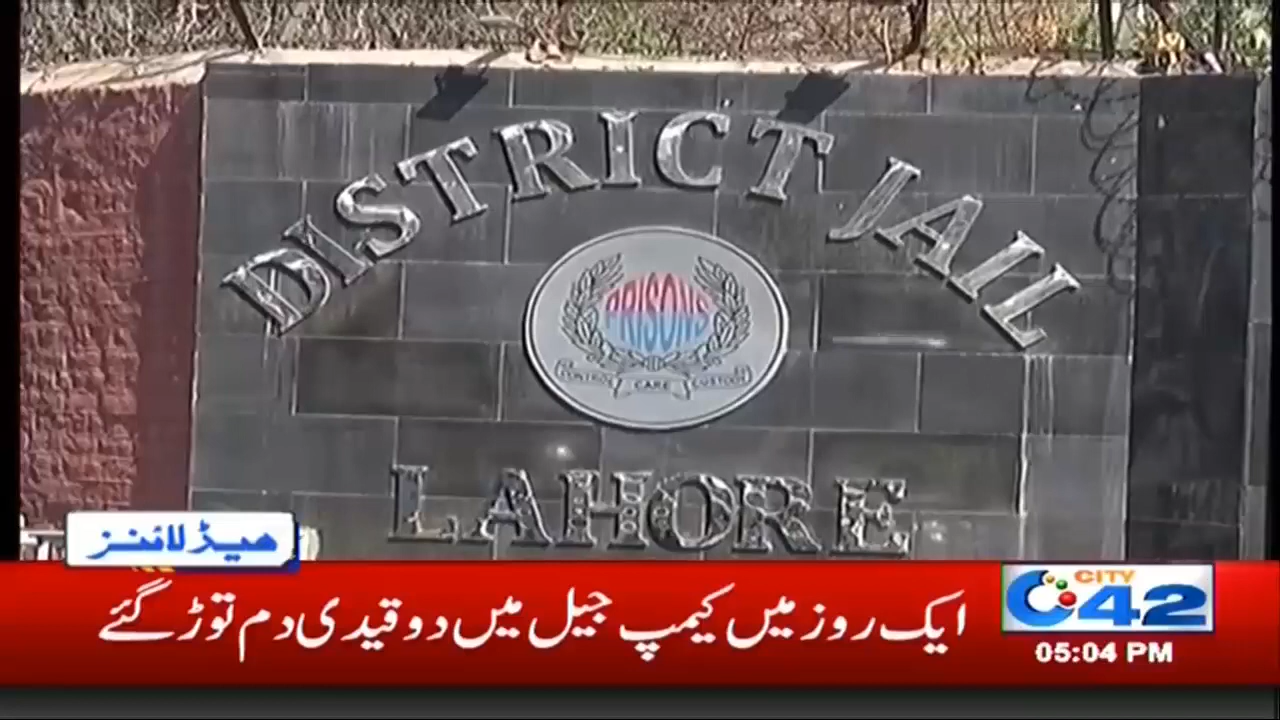 DISTRICT JAIL
PRISONS
CONTROL CARE CUSTODY
LAHORE
ہیڈلائنز
ایک روز میں کیمپ جیل میں دو قیدی دم توڑ گئے
CITY
42
05:04 PM